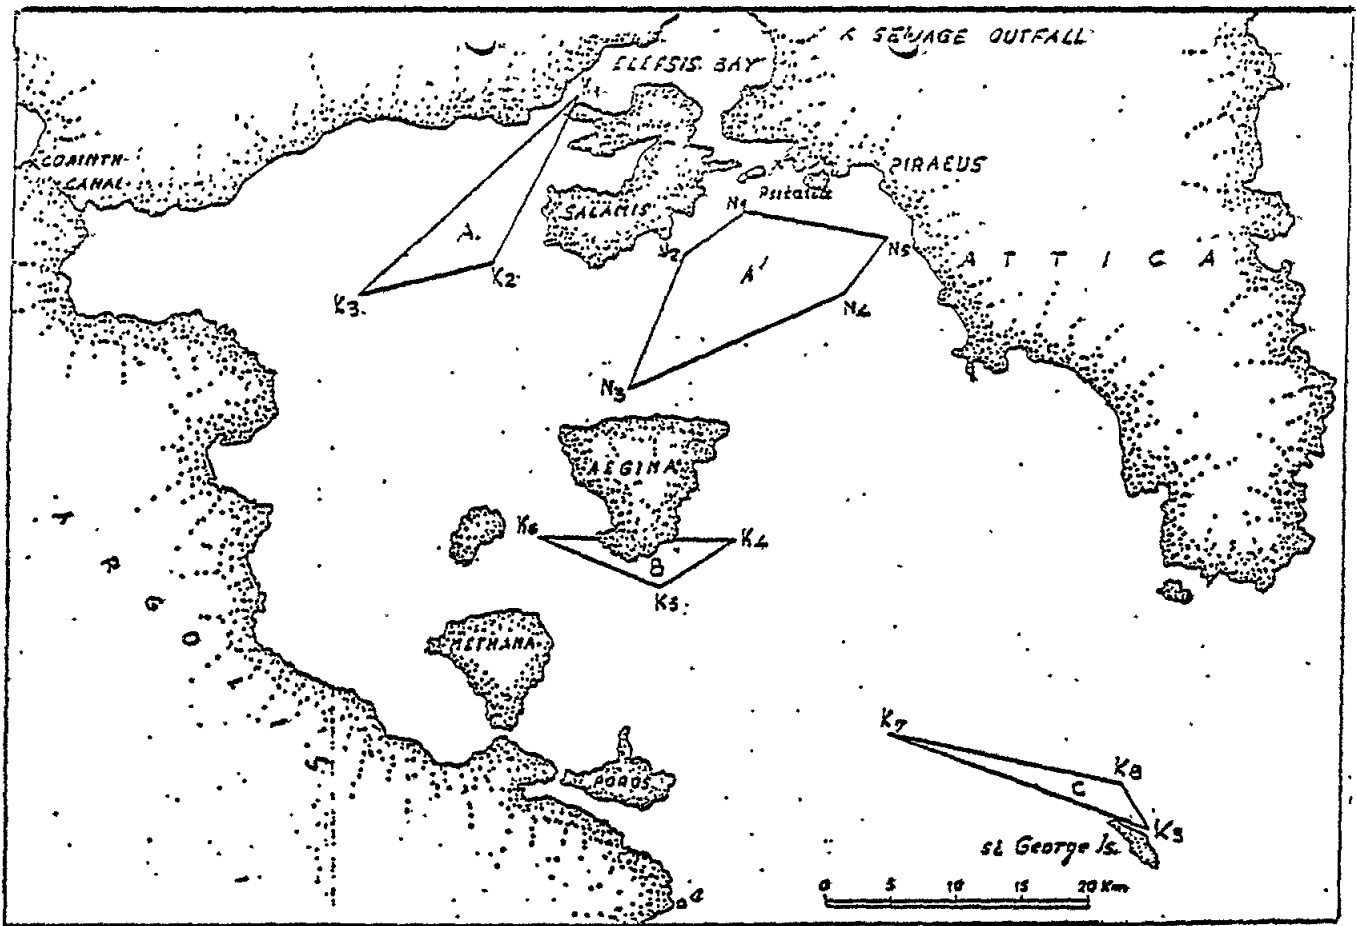 x SEWAGE OUTFALL
ELEFSIS BAY
CORINTH
CANAL
PIRAEUS
Psitalia
SALAMIS
N1
N5
A
A'
A T T I C A
K2
K3
N4
N3
AEGINA
K6
K4
B
K5
METHANA
A R G O L I S
POROS
K7
K8
C
K9
St George Is.
0 5 10 15 20 Km